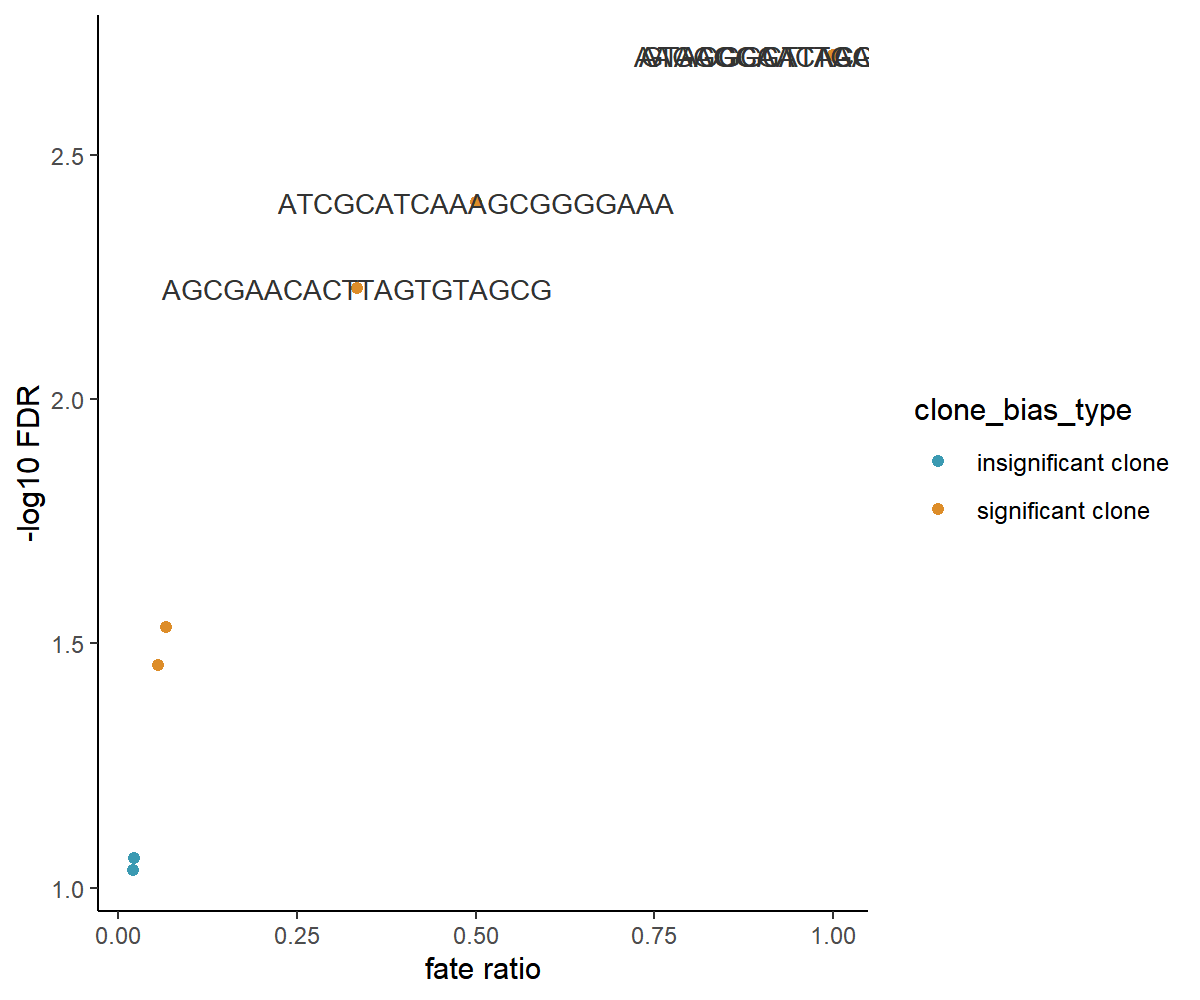 2.5
ATCGCATCAAAGCGGGGAAA
AGCGAACACTTAGTGTAGCG
2.0
1.5
1.0
-log10 FDR
0.00 0.25 0.50 0.75 1.00
fate ratio
clone_bias_type
insignificant clone
significant clone